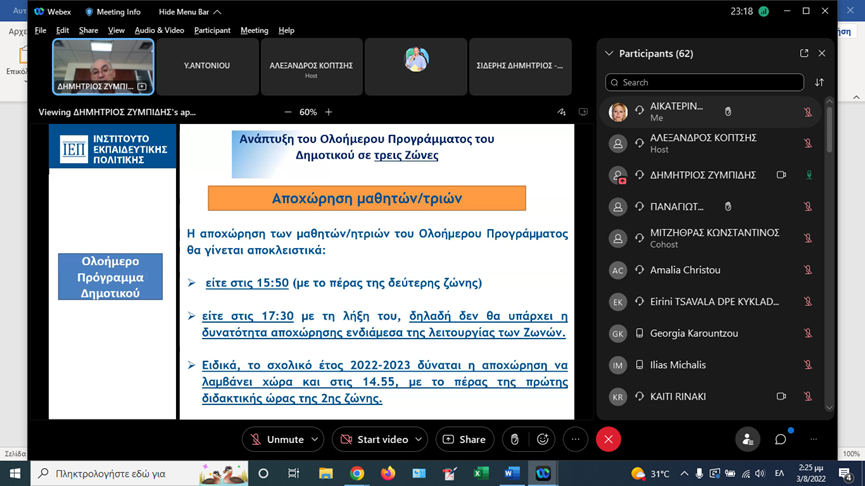 Webex
Meeting Info
Hide Menu Bar
23:18
File Edit Share View Audio & Video Participant Meeting Help
ΔΗΜΗΤΡΙΟΣ ΖΥΜΠΙ...
Y.ANTONIOU
ΑΛΕΞΑΝΔΡΟΣ ΚΟΠΤΣΗΣ
Host
ΣΙΔΕΡΗΣ ΔΗΜΗΤΡΙΟΣ -...
Viewing ΔΗΜΗΤΡΙΟΣ ΖΥΜΠΙΔΗΣ's ap...
60%
ΙΕΠ
ΙΝΣΤΙΤΟΥΤΟ
ΕΚΠΑΙΔΕΥΤΙΚΗΣ
ΠΟΛΙΤΙΚΗΣ
Ανάπτυξη του Ολοήμερου Προγράμματος του
Δημοτικού σε τρεις Ζώνες
Αποχώρηση μαθητών/τριών
Ολοήμερο
Πρόγραμμα
Δημοτικού
Η αποχώρηση των μαθητών/ητριών του Ολοήμερου Προγράμματος
θα γίνεται αποκλειστικά:
είτε στις 15:50 (με το πέρας της δεύτερης ζώνης)
είτε στις 17:30 με τη λήξη του, δηλαδή δεν θα υπάρχει η
δυνατότητα αποχώρησης ενδιάμεσα της λειτουργίας των Ζωνών.
Ειδικά, το σχολικό έτος 2022-2023 δύναται η αποχώρηση να
λαμβάνει χώρα και στις 14.55, με το πέρας της πρώτης
διδακτικής ώρας της 2ης ζώνης.
Participants (62)
Search
ΑΙΚΑΤΕΡΙΝ...
Me
ΑΛΕΞΑΝΔΡΟΣ ΚΟΠΤΣΗΣ
Host
ΔΗΜΗΤΡΙΟΣ ΖΥΜΠΙΔΗΣ
ΠΑΝΑΓΙΩΤ...
ΜΙΤΖΗΘΡΑΣ ΚΩΝΣΤΑΝΤΙΝΟΣ
Cohost
AC Amalia Christou
EK Eirini TSAVALA DPE KYKLAD...
GK Georgia Karountzou
IM Ilias Michalis
KR KAITI RINAKI
Unmute
Start video
Share
Σελίδα
100%
Πληκτρολογήστε εδώ για
31°C
ΕΛ
2:25 μμ
3/8/2022
4